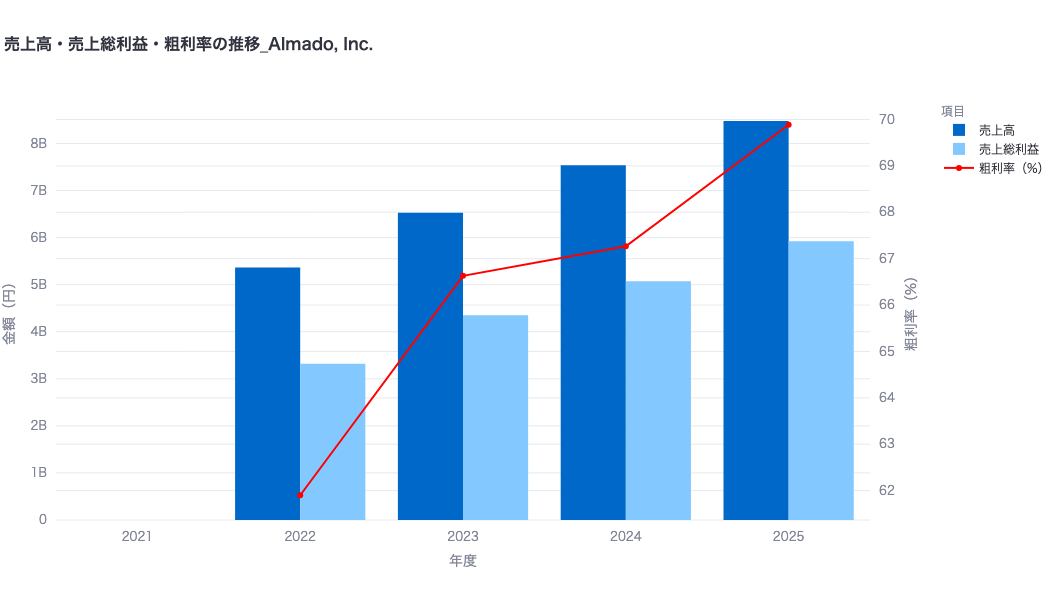 売上高・売上総利益・粗利率の推移_Almado, Inc.
項目
売上高
売上総利益
粗利率（%）
金額（円）
8B
7B
6B
5B
4B
3B
2B
1B
0
70
69
68
67
66
65
64
63
62
粗利率（%）
2021
2022
2023
2024
2025
年度